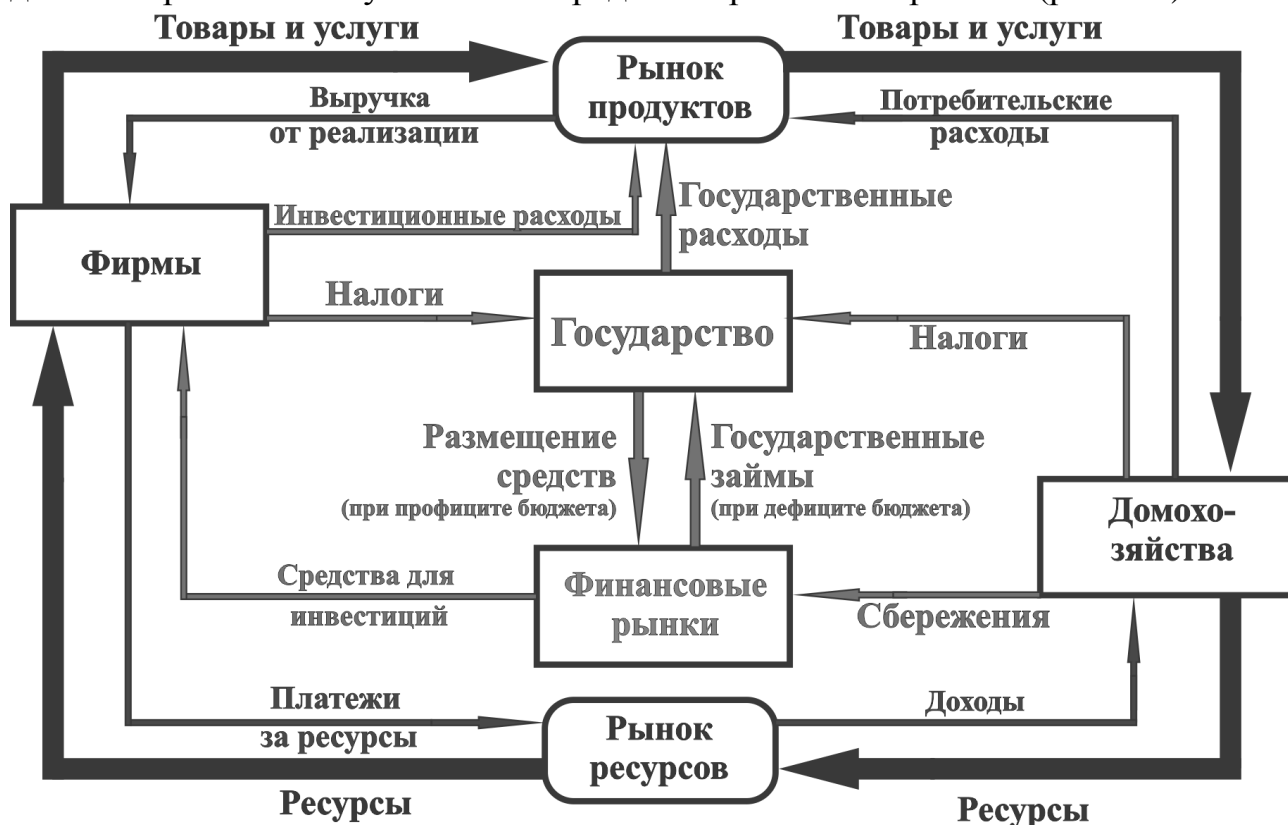 Товары и услуги
Товары и услуги
Рынок
продуктов
Выручка
от реализации
Потребительские
расходы
Государственные
расходы
Инвестиционные расходы
Фирмы
Налоги
Государство
Налоги
Размещение
средств
(при профиците бюджета)
Государственные
займы
(при дефиците бюджета)
Домохо-
зяйства
Средства для
инвестиций
Финансовые
рынки
Сбережения
Платежи
за ресурсы
Доходы
Рынок
ресурсов
Ресурсы
Ресурсы